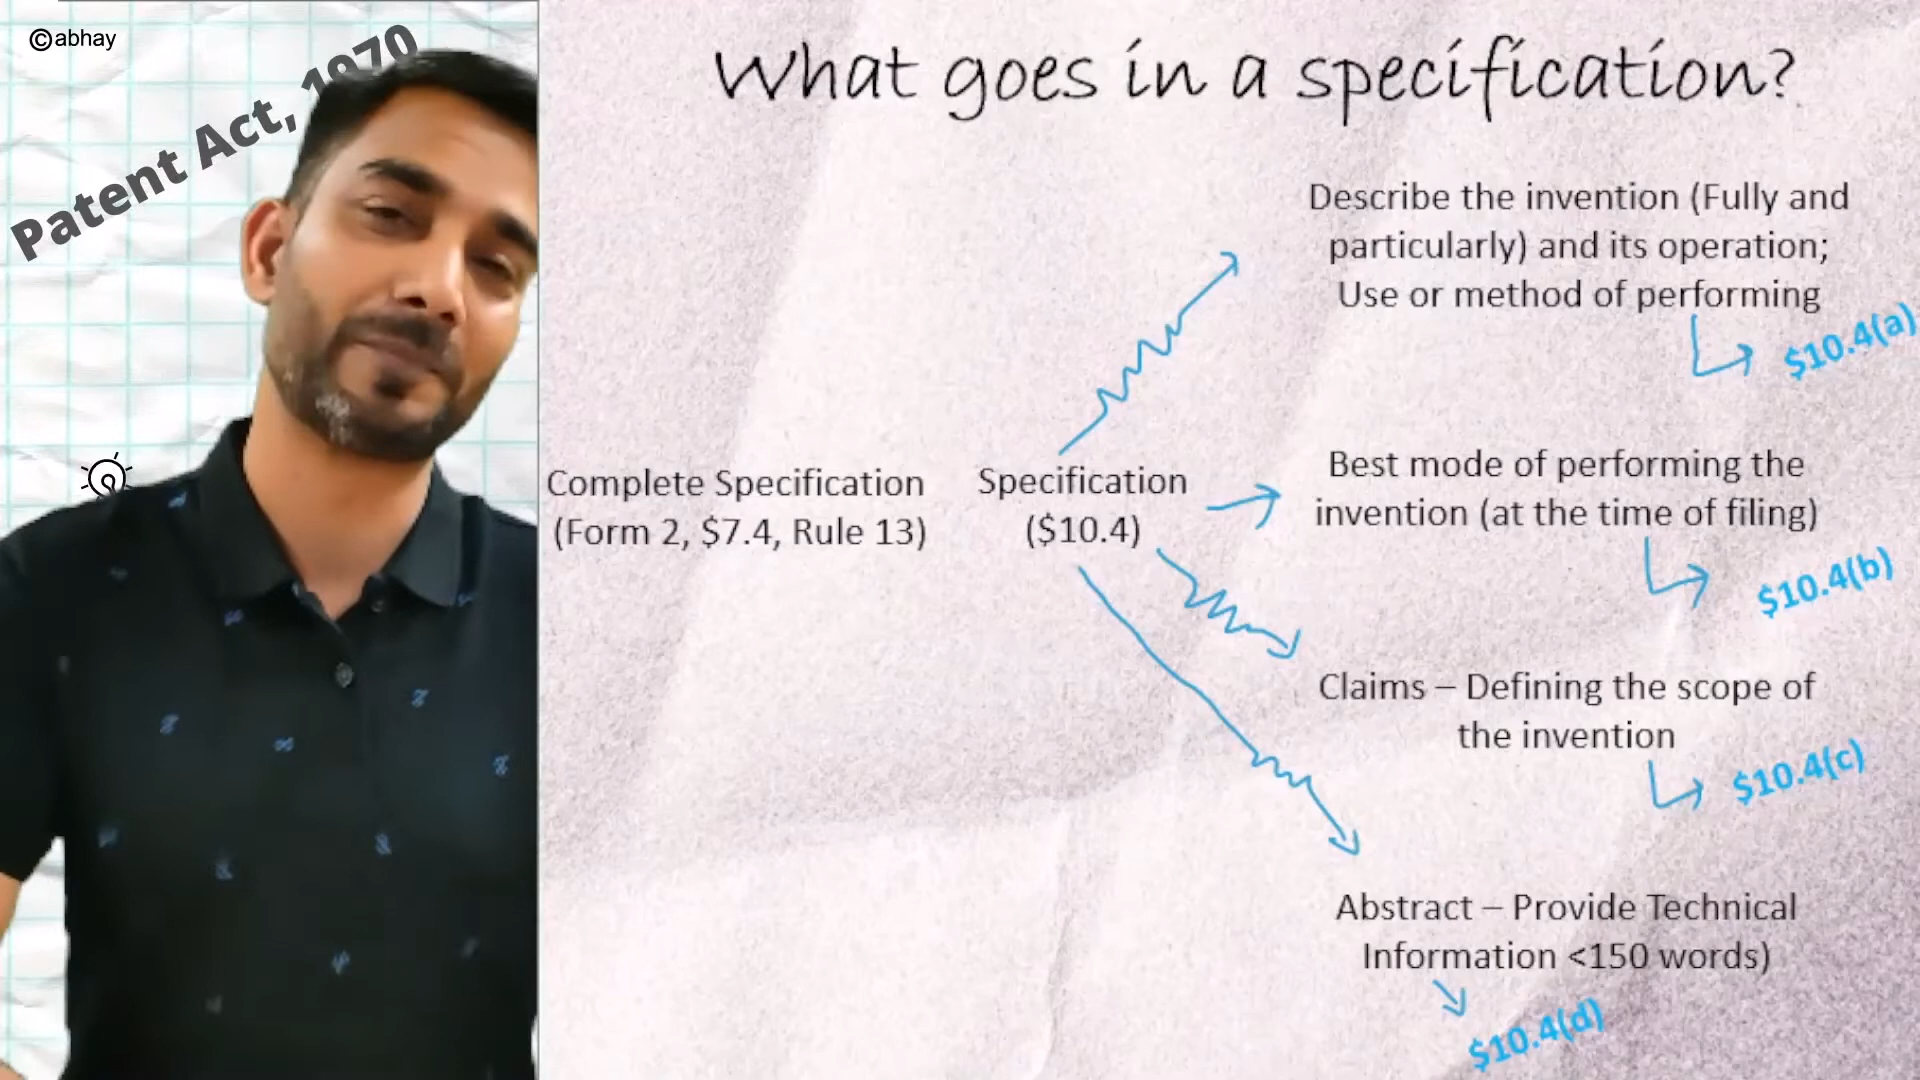 ©abhay
Patent Act, 1970
What goes in a specification?
Describe the invention (Fully and
particularly) and its operation;
Use or method of performing
$10.4(a)
Complete Specification
(Form 2, $7.4, Rule 13)
Specification
($10.4)
Best mode of performing the
invention (at the time of filing)
$10.4(b)
Claims – Defining the scope of
the invention
$10.4(c)
Abstract – Provide Technical
Information <150 words)
$10.4(d)